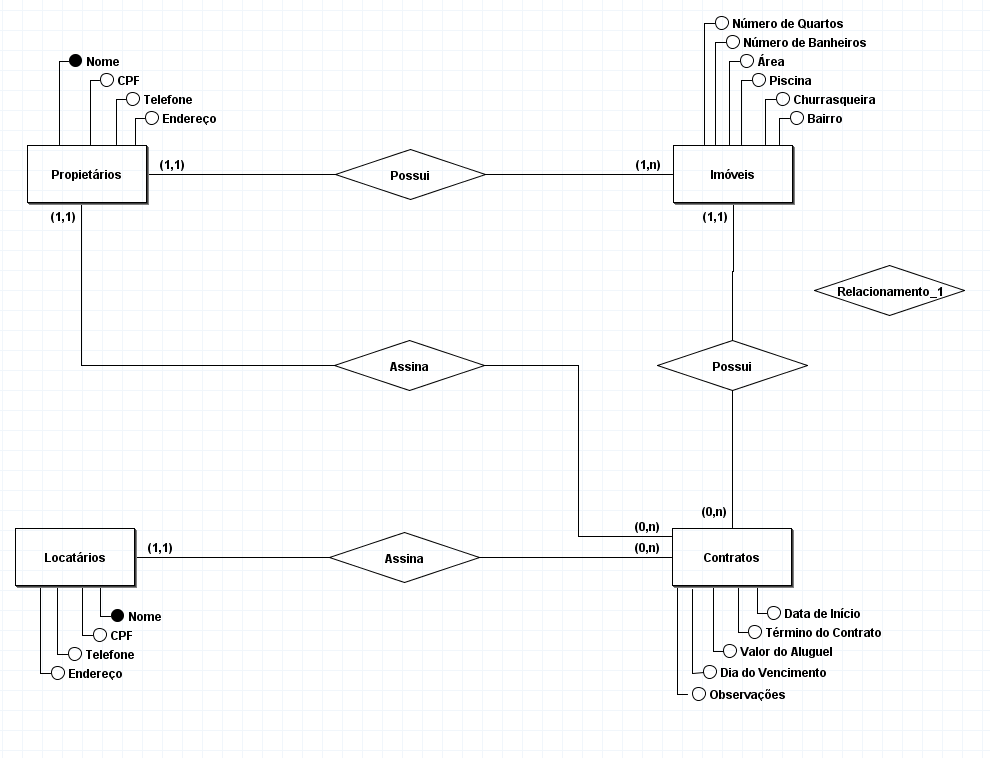 Número de Quartos
Número de Banheiros
Área
Piscina
Churrasqueira
Bairro
Nome
CPF
Telefone
Endereço
Propietários
(1,1)
Possui
(1,n)
Imóveis
(1,1)
(1,1)
Relacionamento_1
Assina
Possui
(0,n)
(0,n)
(0,n)
Locatários
(1,1)
Assina
Contratos
Nome
CPF
Telefone
Endereço
Data de Início
Término do Contrato
Valor do Aluguel
Dia do Vencimento
Observações